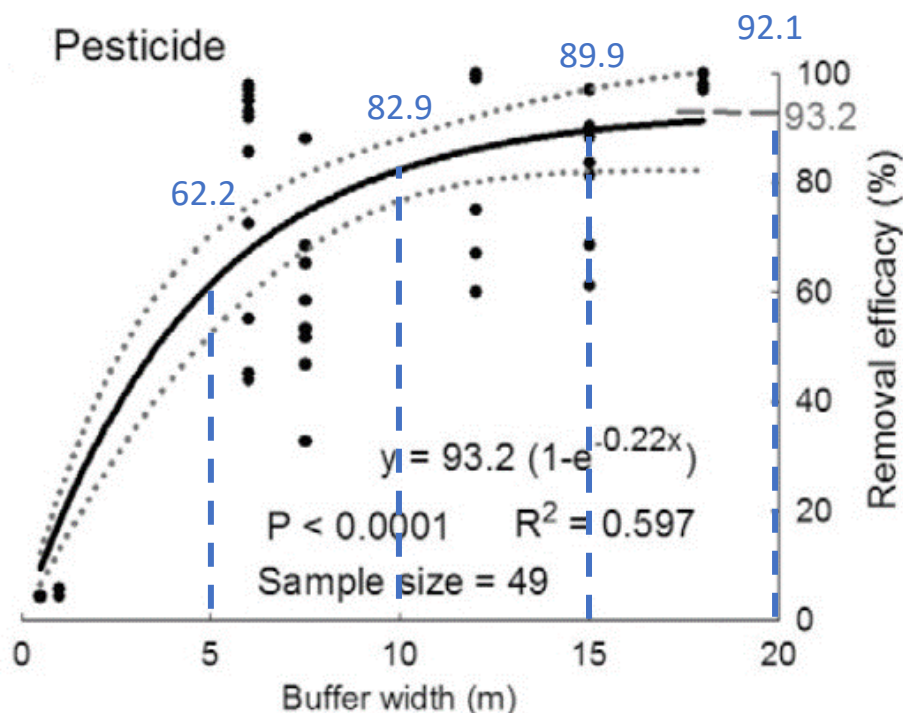 Pesticide
92.1
89.9
82.9
62.2
100
93.2
80
60
40
20
0
Removal efficacy (%)
y = 93.2 (1-e^-0.22x)
P < 0.0001 R² = 0.597
Sample size = 49
0 5 10 15 20
Buffer width (m)